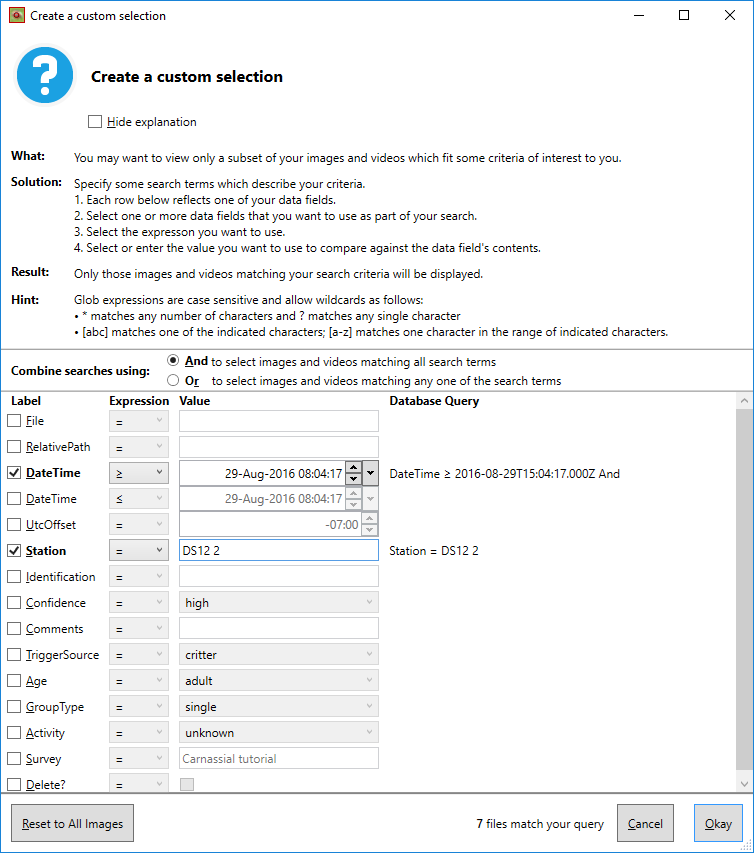 Create a custom selection
Create a custom selection
Hide explanation
What: You may want to view only a subset of your images and videos which fit some criteria of interest to you.
Solution: Specify some search terms which describe your criteria.
1. Each row below reflects one of your data fields.
2. Select one or more data fields that you want to use as part of your search.
3. Select the expresson you want to use.
4. Select or enter the value you want to use to compare against the data field's contents.
Result: Only those images and videos matching your search criteria will be displayed.
Hint: Glob expressions are case sensitive and allow wildcards as follows:
• * matches any number of characters and ? matches any single character
• [abc] matches one of the indicated characters; [a-z] matches one character in the range of indicated characters.
Combine searches using: And to select images and videos matching all search terms
Or to select images and videos matching any one of the search terms
Label Expression Value Database Query
File =
RelativePath =
DateTime ≥ 29-Aug-2016 08:04:17 DateTime ≥ 2016-08-29T15:04:17.000Z And
DateTime ≤ 29-Aug-2016 08:04:17
UtcOffset = -07:00
Station = DS12 2 Station = DS12 2
Identification =
Confidence = high
Comments =
TriggerSource = critter
Age = adult
GroupType = single
Activity = unknown
Survey = Carnassial tutorial
Delete? =
Reset to All Images 7 files match your query Cancel Okay